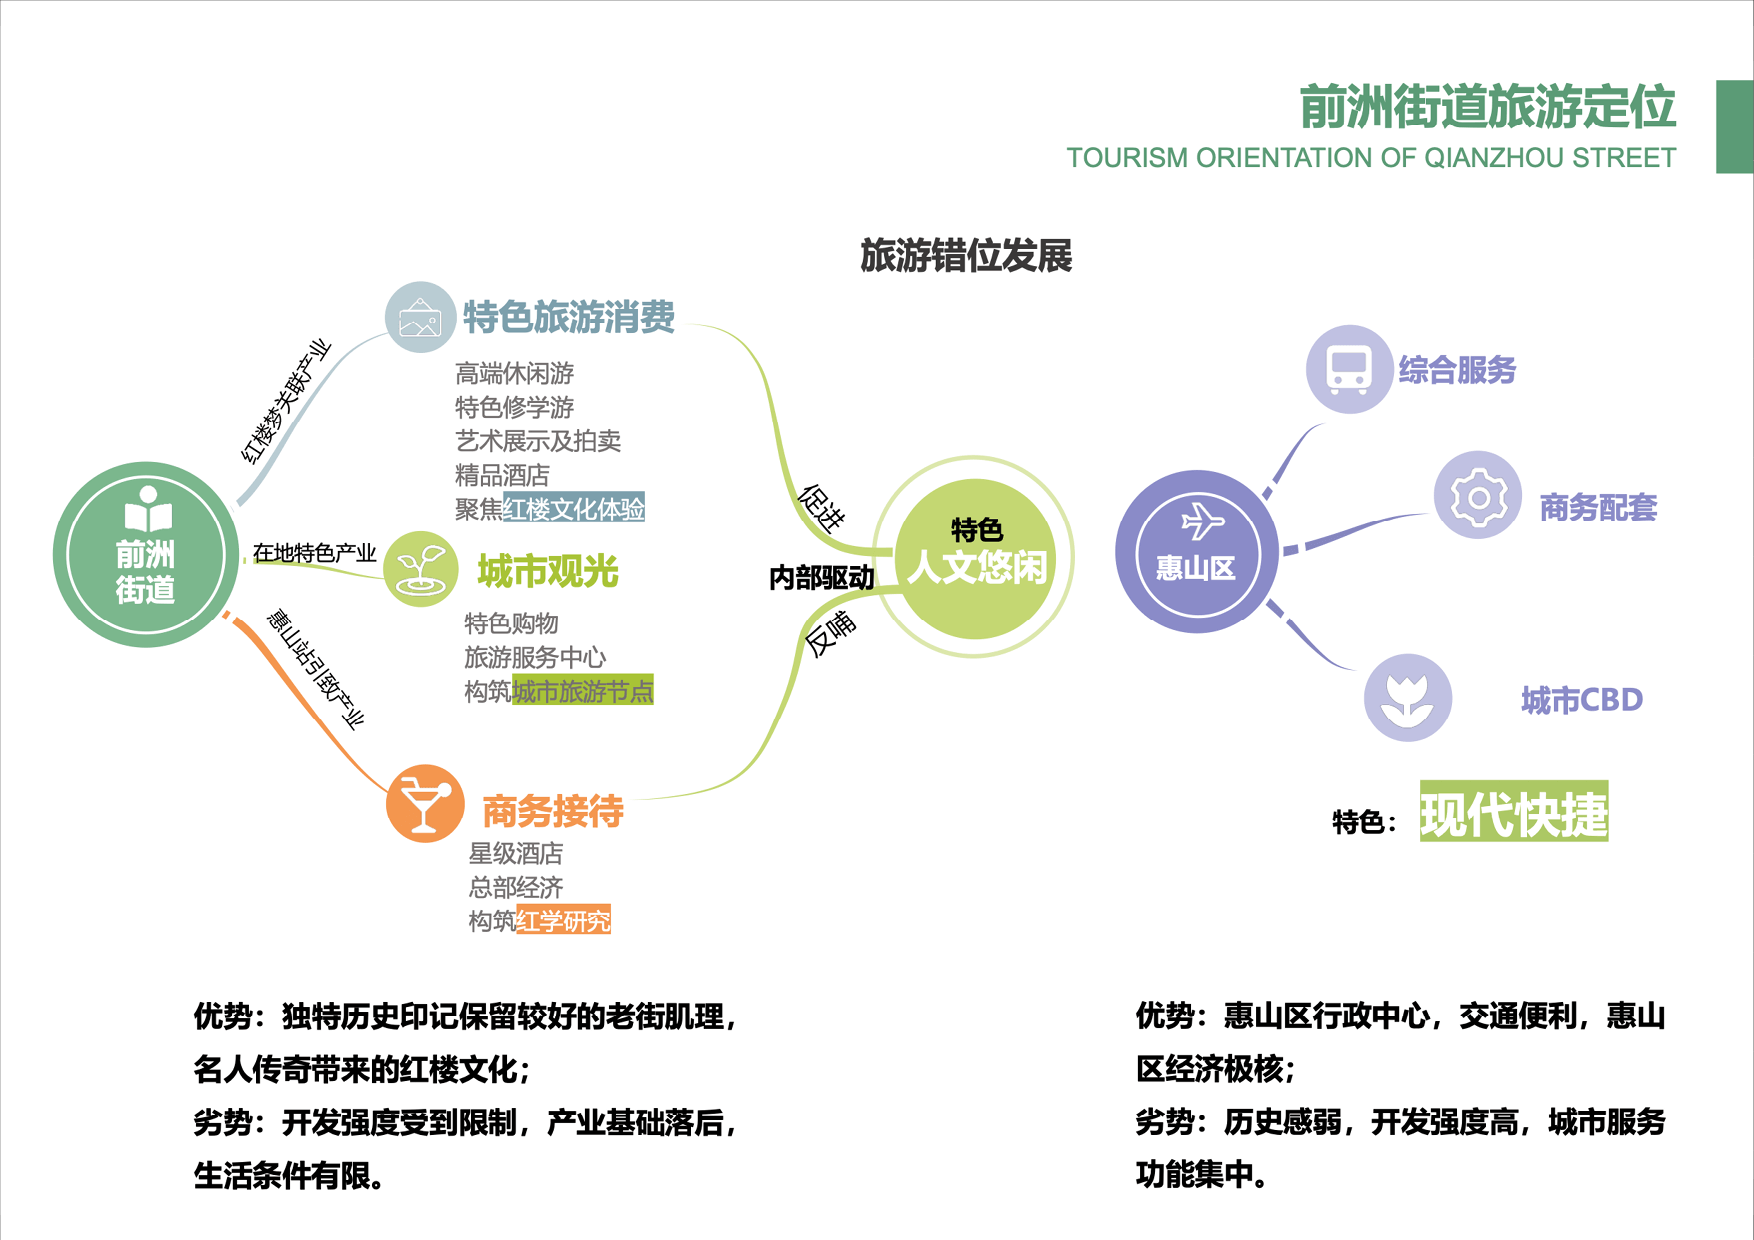 前洲街道旅游定位
TOURISM ORIENTATION OF QIANZHOU STREET
旅游错位发展
红楼梦关联产业
特色旅游消费
高端休闲游
特色修学游
艺术展示及拍卖
精品酒店
聚焦红楼文化体验
前洲
街道
在地特色产业
城市观光
特色购物
旅游服务中心
构筑城市旅游节点
惠山站引致产业
商务接待
星级酒店
总部经济
构筑红学研究
促进
内部驱动
反哺
特色
人文悠闲
惠山区
综合服务
商务配套
城市CBD
特色：
现代快捷
优势：独特历史印记保留较好的老街肌理，
名人传奇带来的红楼文化；
劣势：开发强度受到限制，产业基础落后，
生活条件有限。
优势：惠山区行政中心，交通便利，惠山
区经济极核；
劣势：历史感弱，开发强度高，城市服务
功能集中。